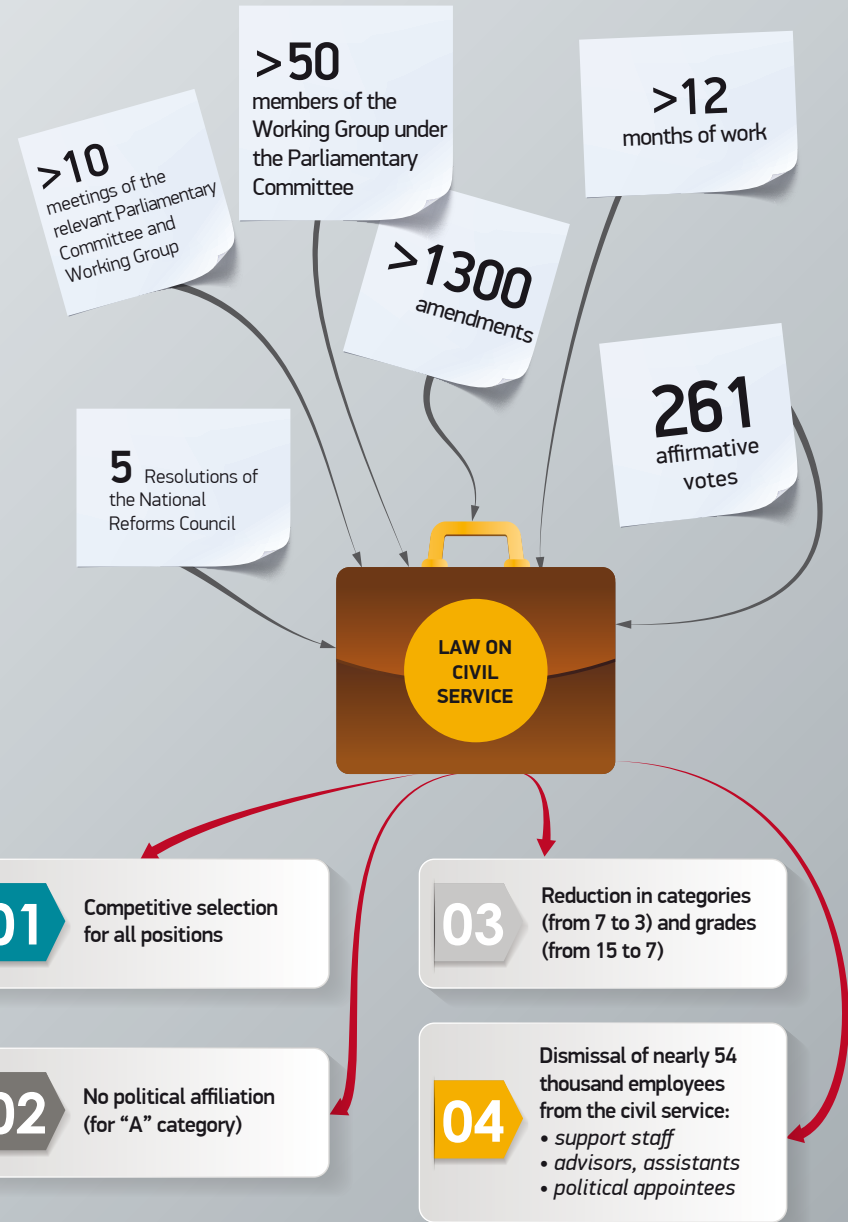 >50
members of the
Working Group under
the Parliamentary
Committee
>12
months of work
>10
meetings of the
relevant Parliamentary
Committee and
Working Group
>1300
amendments
261
affirmative
votes
5 Resolutions of
the National
Reforms Council
LAW ON
CIVIL
SERVICE
01
Competitive selection
for all positions
02
No political affiliation
(for “A” category)
03
Reduction in categories
(from 7 to 3) and grades
(from 15 to 7)
04
Dismissal of nearly 54
thousand employees
from the civil service:
• support staff
• advisors, assistants
• political appointees